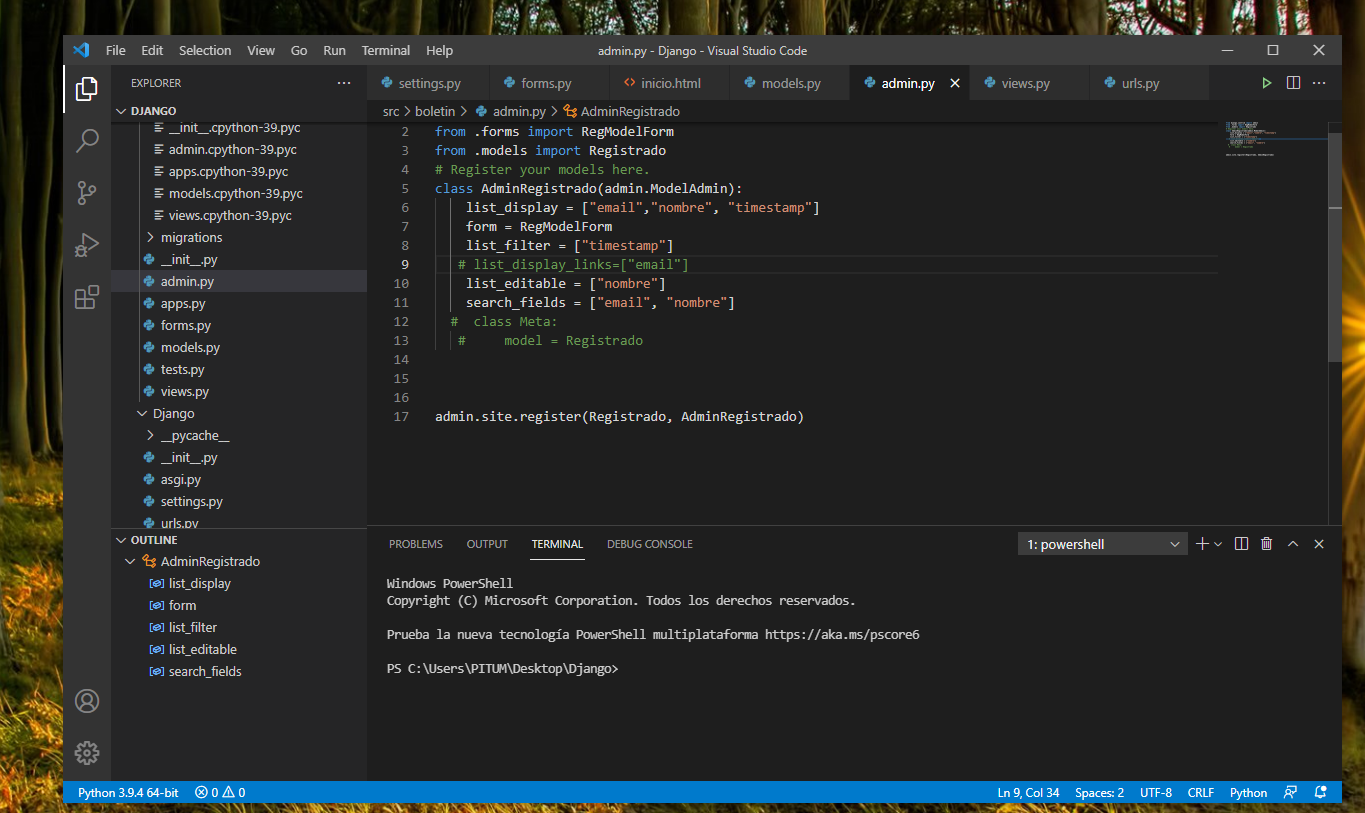 File Edit Selection View Go Run Terminal Help
admin.py - Django - Visual Studio Code
EXPLORER
DJANGO
__init__.cpython-39.pyc
admin.cpython-39.pyc
apps.cpython-39.pyc
models.cpython-39.pyc
views.cpython-39.pyc
migrations
__init__.py
admin.py
apps.py
forms.py
models.py
tests.py
views.py
Django
__pycache__
__init__.py
asgi.py
settings.py
urls.py
OUTLINE
AdminRegistrado
list_display
form
list_filter
list_editable
search_fields
settings.py forms.py inicio.html models.py admin.py views.py urls.py
src > boletin > admin.py > AdminRegistrado
2 from .forms import RegModelForm
3 from .models import Registrado
4 # Register your models here.
5 class AdminRegistrado(admin.ModelAdmin):
6 list_display = ["email","nombre", "timestamp"]
7 form = RegModelForm
8 list_filter = ["timestamp"]
9 # list_display_links=["email"]
10 list_editable = ["nombre"]
11 search_fields = ["email", "nombre"]
12 #  class Meta:
13 #     model = Registrado
14
15
16
17 admin.site.register(Registrado, AdminRegistrado)
PROBLEMS OUTPUT TERMINAL DEBUG CONSOLE
1: powershell
Windows PowerShell
Copyright (C) Microsoft Corporation. Todos los derechos reservados.
Prueba la nueva tecnología PowerShell multiplataforma https://aka.ms/pscore6
PS C:\Users\PITUM\Desktop\Django>
Python 3.9.4 64-bit 0 0 Ln 9, Col 34 Spaces: 2 UTF-8 CRLF Python